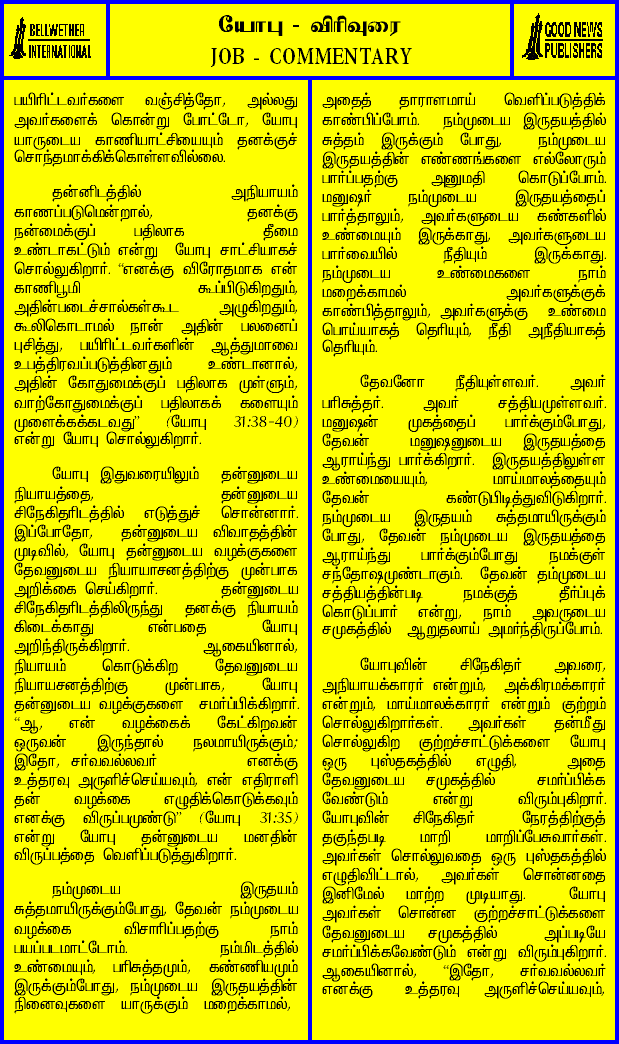 BELLWETHER
INTERNATIONAL
யோபு - விரிவுரை
JOB - COMMENTARY
GOOD NEWS
PUBLISHERS
பயிரிட்டவர்களை வஞ்சித்தோ, அல்லது
அவர்களைக் கொன்று போட்டோ, யோபு
யாருடைய காணியாட்சியையும் தனக்குச்
சொந்தமாக்கிக்கொள்ளவில்லை.
தன்னிடத்தில் அநியாயம்
காணப்படுமென்றால், தனக்கு
நன்மைக்குப் பதிலாக தீமை
உண்டாகட்டும் என்று யோபு சாட்சியாகச்
சொல்லுகிறார். “எனக்கு விரோதமாக என்
காணிபூமி கூப்பிடுகிறதும்,
அதின்படைச்சால்கள்கூட அழுகிறதும்,
கூலிகொடாமல் நான் அதின் பலனைப்
புசித்து, பயிரிட்டவர்களின் ஆத்துமாவை
உபத்திரவப்படுத்தினதும் உண்டானால்,
அதின் கோதுமைக்குப் பதிலாக முள்ளும்,
வாற்கோதுமைக்குப் பதிலாகக் களையும்
முளைக்கக்கடவது” (யோபு 31:38-40)
என்று யோபு சொல்லுகிறார்.
யோபு இதுவரையிலும் தன்னுடைய
நியாயத்தை, தன்னுடைய
சிநேகிதரிடத்தில் எடுத்துச் சொன்னார்.
இப்போதோ, தன்னுடைய விவாதத்தின்
முடிவில், யோபு தன்னுடைய வழக்குகளை
தேவனுடைய நியாயாசனத்திற்கு முன்பாக
அறிக்கை செய்கிறார். தன்னுடைய
சிநேகிதரிடத்திலிருந்து தனக்கு நியாயம்
கிடைக்காது என்பதை யோபு
அறிந்திருக்கிறார். ஆகையினால்,
நியாயம் கொடுக்கிற தேவனுடைய
நியாயசனத்திற்கு முன்பாக, யோபு
தன்னுடைய வழக்குகளை சமர்ப்பிக்கிறார்.
“ஆ, என் வழக்கைக் கேட்கிறவன்
ஒருவன் இருந்தால் நலமாயிருக்கும்;
இதோ, சர்வவல்லவர் எனக்கு
உத்தரவு அருளிச்செய்யவும், என் எதிராளி
தன் வழக்கை எழுதிக்கொடுக்கவும்
எனக்கு விருப்பமுண்டு” (யோபு 31:35)
என்று யோபு தன்னுடைய மனதின்
விருப்பத்தை வெளிப்படுத்துகிறார்.
நம்முடைய இருதயம்
சுத்தமாயிருக்கும்போது, தேவன் நம்முடைய
வழக்கை விசாரிப்பதற்கு நாம்
பயப்படமாட்டோம். நம்மிடத்தில்
உண்மையும், பரிசுத்தமும், கண்ணியமும்
இருக்கும்போது, நம்முடைய இருதயத்தின்
நினைவுகளை யாருக்கும் மறைக்காமல்,
அதைத் தாராளமாய் வெளிப்படுத்திக்
காண்பிப்போம். நம்முடைய இருதயத்தில்
சுத்தம் இருக்கும் போது, நம்முடைய
இருதயத்தின் எண்ணங்களை எல்லோரும்
பார்ப்பதற்கு அனுமதி கொடுப்போம்.
மனுஷர் நம்முடைய இருதயத்தைப்
பார்த்தாலும், அவர்களுடைய கண்களில்
உண்மையும் இருக்காது, அவர்களுடைய
பார்வையில் நீதியும் இருக்காது.
நம்முடைய உண்மைகளை நாம்
மறைக்காமல் அவர்களுக்குக்
காண்பித்தாலும், அவர்களுக்கு உண்மை
பொய்யாகத் தெரியும், நீதி அநீதியாகத்
தெரியும்.
தேவனோ நீதியுள்ளவர். அவர்
பரிசுத்தர். அவர் சத்தியமுள்ளவர்.
மனுஷன் முகத்தைப் பார்க்கும்போது,
தேவன் மனுஷனுடைய இருதயத்தை
ஆராய்ந்து பார்க்கிறார். இருதயத்திலுள்ள
உண்மையையும், மாய்மாலத்தையும்
தேவன் கண்டுபிடித்துவிடுகிறார்.
நம்முடைய இருதயம் சுத்தமாயிருக்கும்
போது, தேவன் நம்முடைய இருதயத்தை
ஆராய்ந்து பார்க்கும்போது நமக்குள்
சந்தோஷமுண்டாகும். தேவன் தம்முடைய
சத்தியத்தின்படி நமக்குத் தீர்ப்புக்
கொடுப்பார் என்று, நாம் அவருடைய
சமுகத்தில் ஆறுதலாய் அமர்ந்திருப்போம்.
யோபுவின் சிநேகிதர் அவரை,
அநியாயக்காரர் என்றும், அக்கிரமக்காரர்
என்றும், மாய்மாலக்காரர் என்றும் குற்றம்
சொல்லுகிறார்கள். அவர்கள் தன்மீது
சொல்லுகிற குற்றச்சாட்டுக்களை யோபு
ஒரு புஸ்தகத்தில் எழுதி, அதை
தேவனுடைய சமுகத்தில் சமர்ப்பிக்க
வேண்டும் என்று விரும்புகிறார்.
யோபுவின் சிநேகிதர் நேரத்திற்குத்
தகுந்தபடி மாறி மாறிப்பேசுவார்கள்.
அவர்கள் சொல்லுவதை ஒரு புஸ்தகத்தில்
எழுதிவிட்டால், அவர்கள் சொன்னதை
இனிமேல் மாற்ற முடியாது. யோபு
அவர்கள் சொன்ன குற்றச்சாட்டுக்களை
தேவனுடைய சமுகத்தில் அப்படியே
சமர்ப்பிக்கவேண்டும் என்று விரும்புகிறார்.
ஆகையினால், “இதோ, சர்வவல்லவர்
எனக்கு உத்தரவு அருளிச்செய்யவும்,